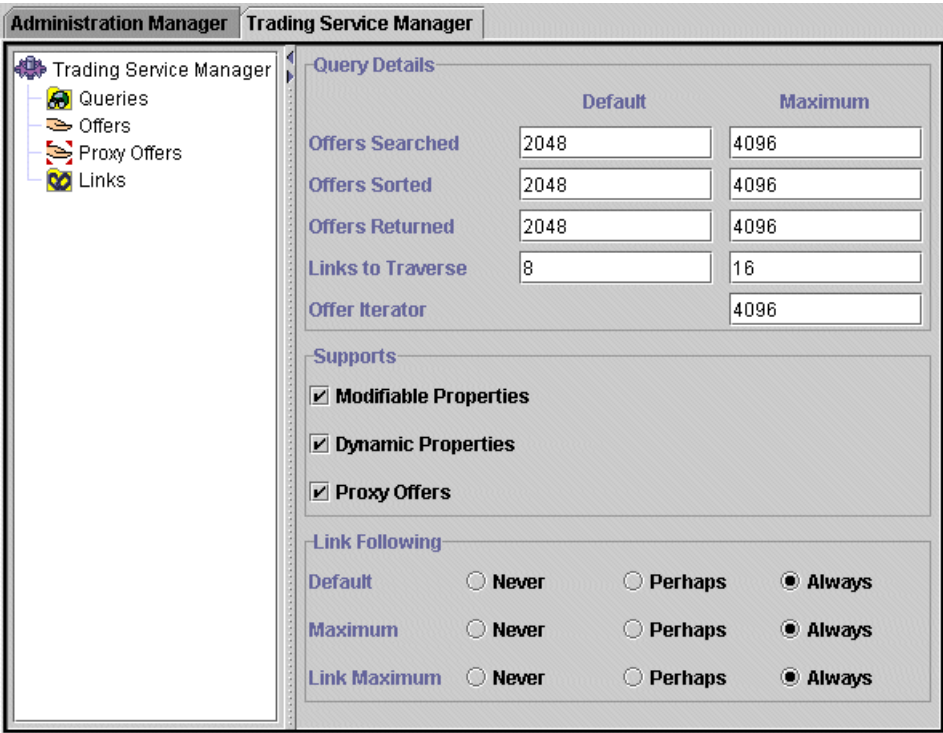 Administration Manager Trading Service Manager
Trading Service Manager
Queries
Offers
Proxy Offers
Links
Query Details
Default Maximum
Offers Searched 2048 4096
Offers Sorted 2048 4096
Offers Returned 2048 4096
Links to Traverse 8 16
Offer Iterator 4096
Supports
Modifiable Properties
Dynamic Properties
Proxy Offers
Link Following
Default Never Perhaps Always
Maximum Never Perhaps Always
Link Maximum Never Perhaps Always